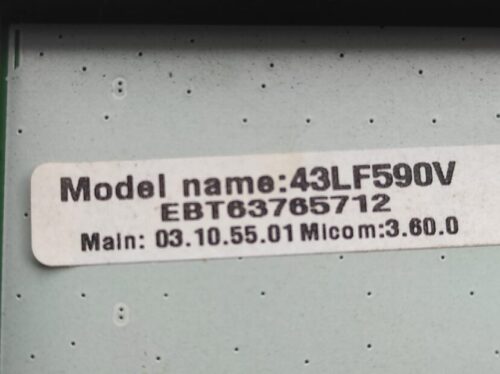 Model name:43LF590V
EBT63765712
Main: 03.10.55.01 Micom:3.60.0